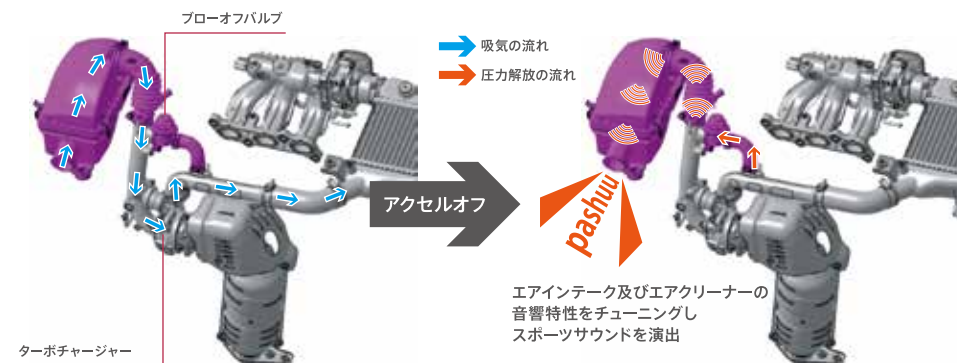 ブローオフバルブ
吸気の流れ
圧力解放の流れ
アクセルオフ
pashuu
エアインテーク及びエアクリーナーの
音響特性をチューニングし
スポーツサウンドを演出
ターボチャージャー